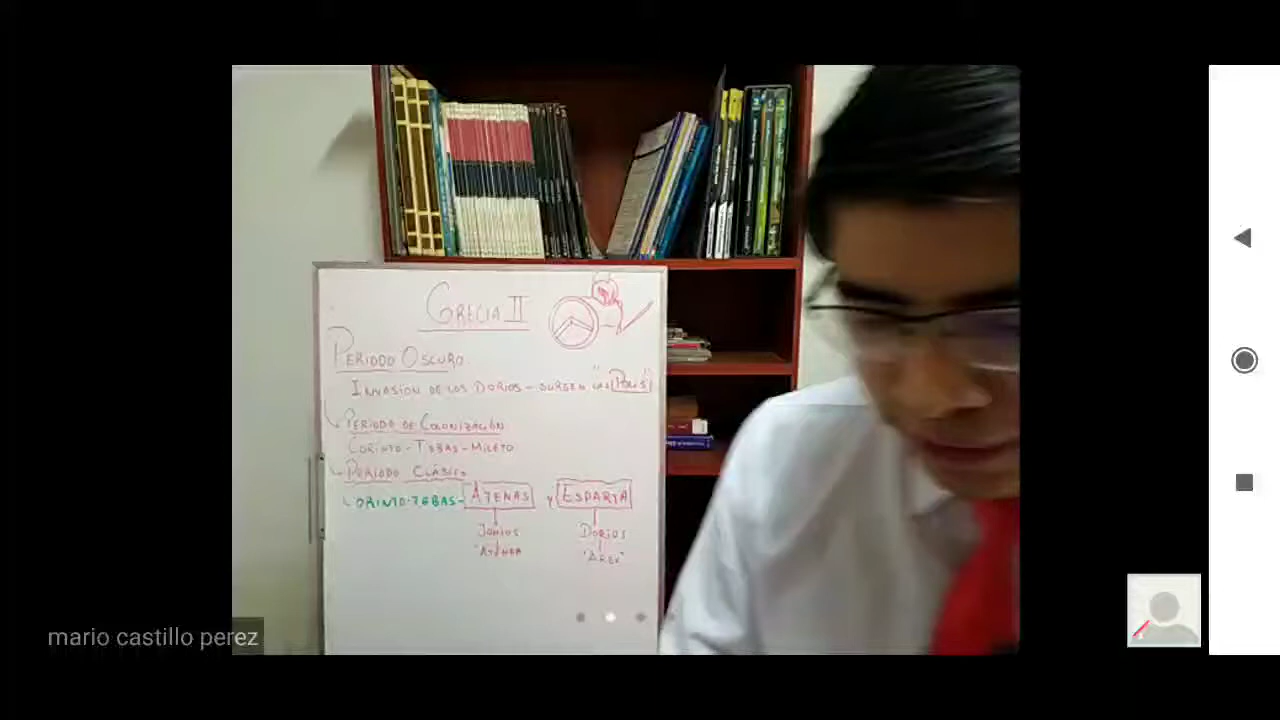 GRECIA II
PERIODO OSCURO
INVASIÓN DE LOS DORIOS - SURGEN LAS "POLIS"
PERIODO DE COLONIZACIÓN
CORINTO - TEBAS - MILETO
PERIODO CLÁSICO
CORINTO - TEBAS - ATENAS Y ESPARTA
JONIOS DORIOS
"ATENEA "ARES"
mario castillo perez